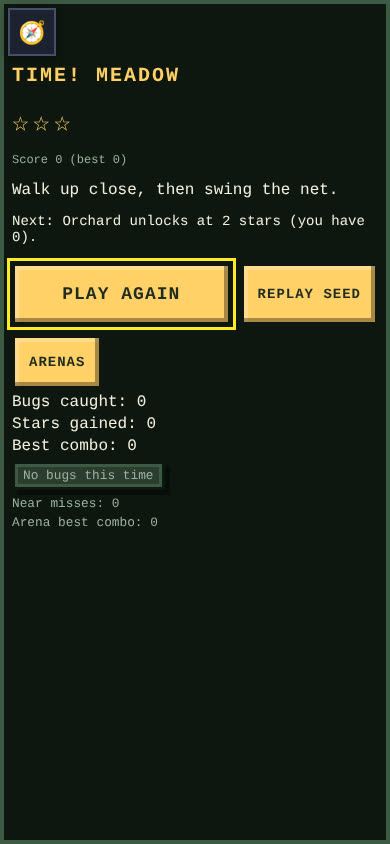 TIME! MEADOW
☆☆☆
Score 0 (best 0)
Walk up close, then swing the net.
Next: Orchard unlocks at 2 stars (you have
0).
PLAY AGAIN
REPLAY SEED
ARENAS
Bugs caught: 0
Stars gained: 0
Best combo: 0
No bugs this time
Near misses: 0
Arena best combo: 0